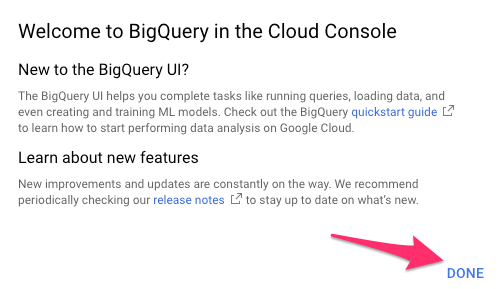 Welcome to BigQuery in the Cloud Console
New to the BigQuery UI?
The BigQuery UI helps you complete tasks like running queries, loading data, and
even creating and training ML models. Check out the BigQuery quickstart guide
to learn how to start performing data analysis on Google Cloud.
Learn about new features
New improvements and updates are constantly on the way. We recommend
periodically checking our release notes to stay up to date on what's new.
DONE